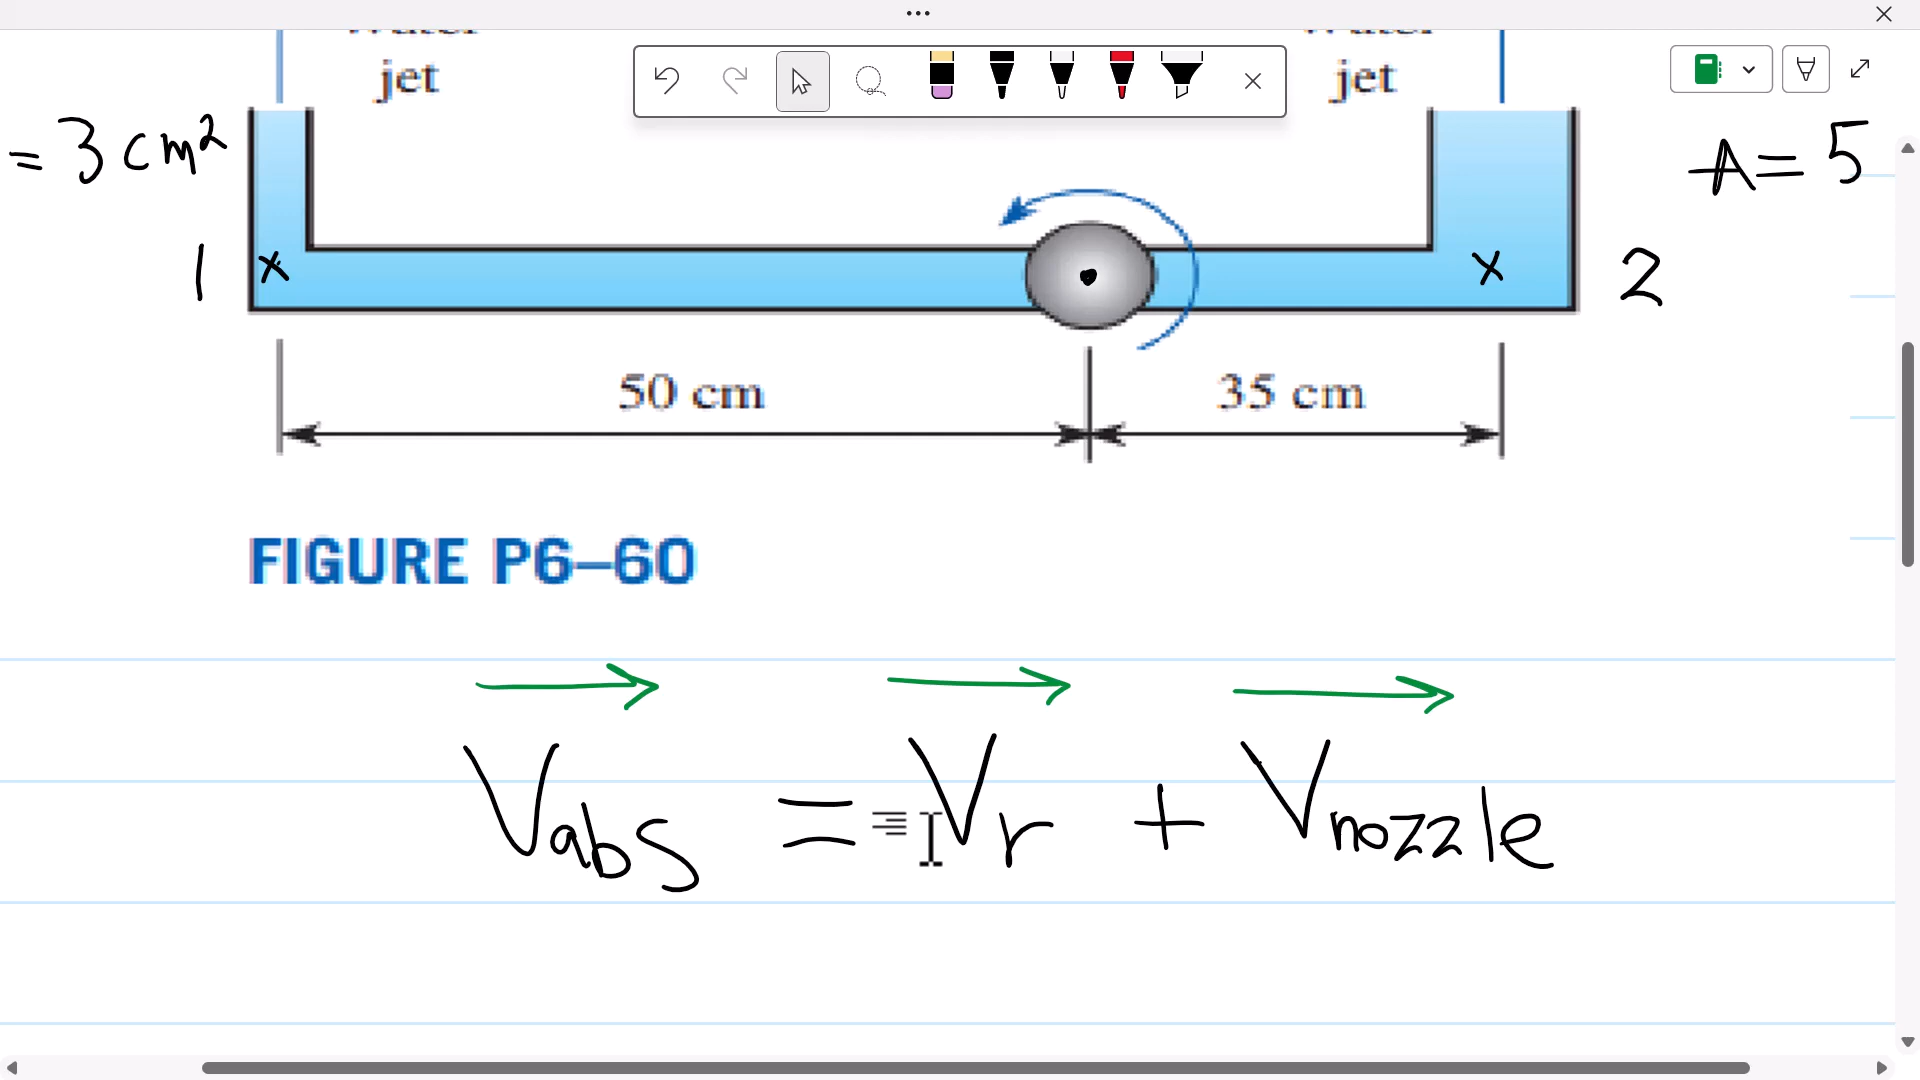 jet jet
= 3 cm² A = 5
1 x x 2
50 cm 35 cm
FIGURE P6–60
Vabs = Vr + Vnozzle